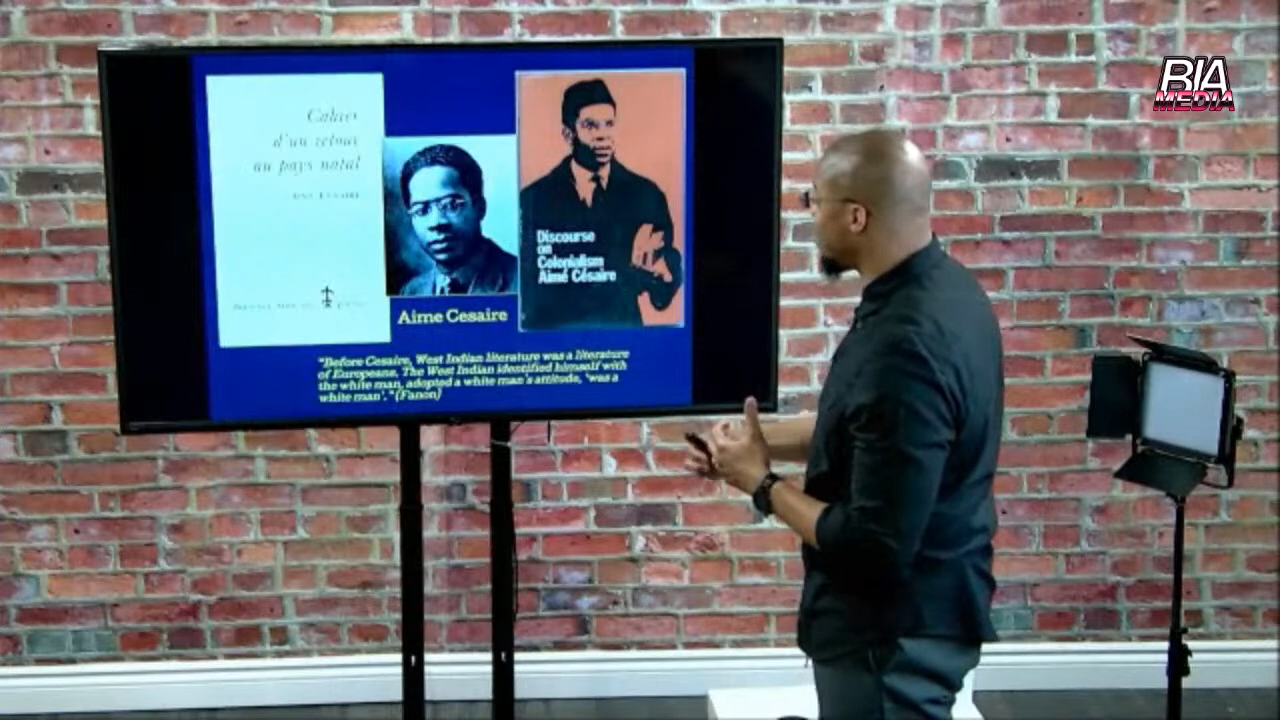 BIA
MEDIA
Cahier
d'un retour
au pays natal
Discourse
on
Colonialism
Aimé Césaire
Aime Cesaire
"Before Cesaire, West Indian literature was a literature
of Europeans. The West Indian identified himself with
the white man, adopted a white man's attitude, 'was a
white man'. "(Fanon)